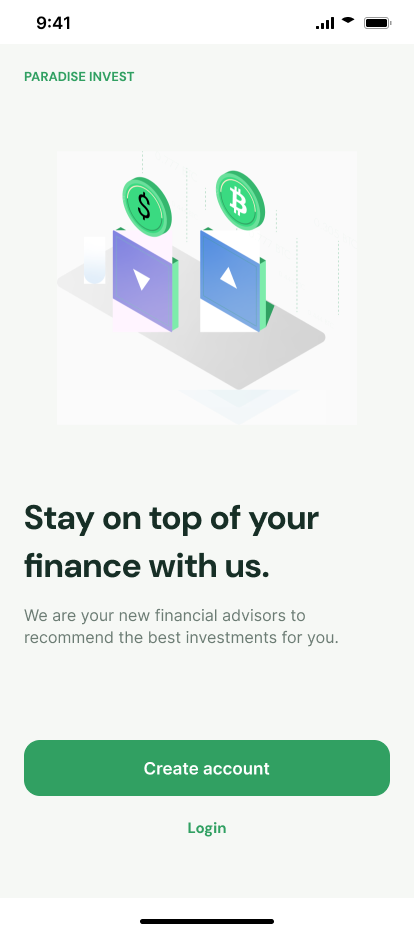 9:41
PARADISE INVEST
$
₿
Stay on top of your
finance with us.
We are your new financial advisors to
recommend the best investments for you.
Create account
Login